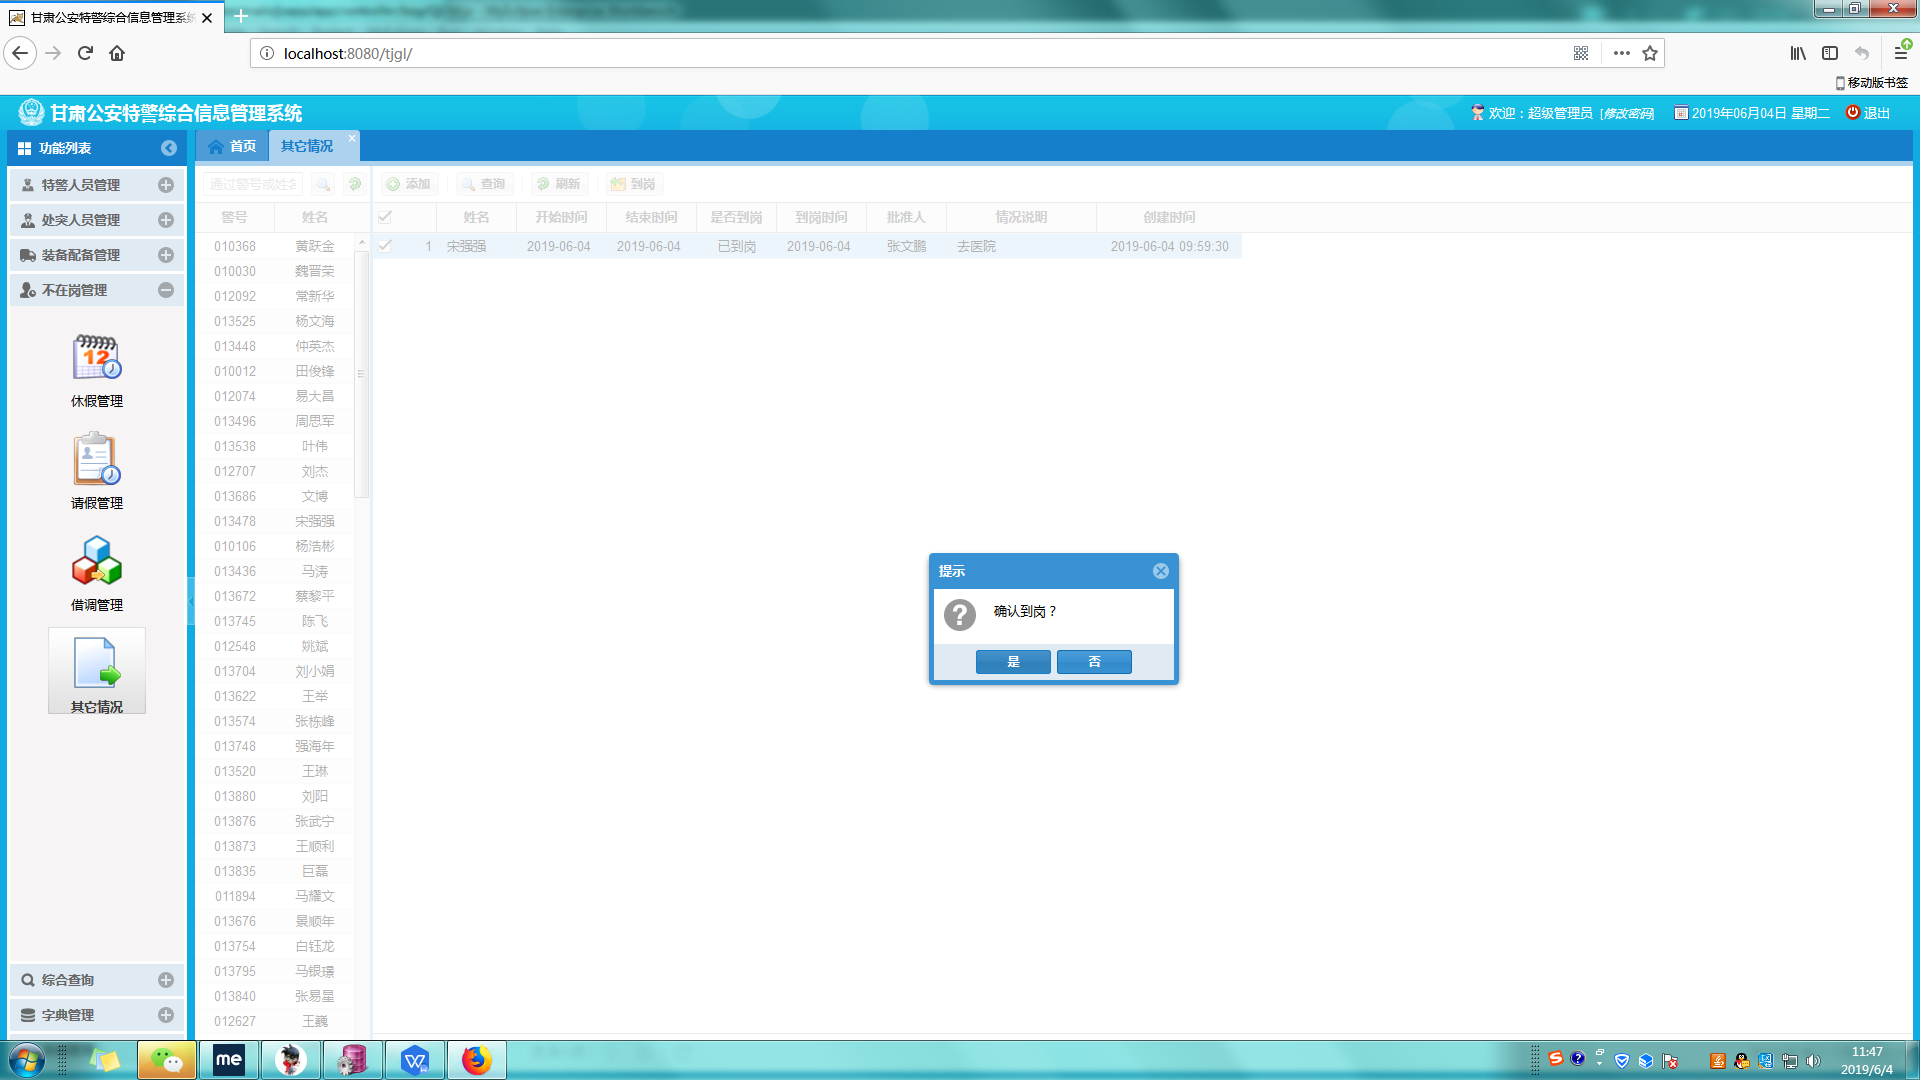 甘肃公安特警综合信息管理系统
localhost:8080/tjgl/
移动版书签
甘肃公安特警综合信息管理系统
欢迎：超级管理员 [修改密码] 2019年06月04日 星期二 退出
功能列表
首页 其它情况
特警人员管理
处突人员管理
装备配备管理
不在岗管理
12
休假管理
请假管理
借调管理
其它情况
综合查询
字典管理
通过警号或姓名
添加 查询 刷新 到岗
警号 姓名
010368 黄跃金
010030 魏晋荣
012092 常新华
013525 杨文海
013448 仲英杰
010012 田俊锋
012074 易大昌
013496 周思军
013538 叶伟
012707 刘杰
013686 文博
013478 宋强强
010106 杨浩彬
013436 马涛
013672 蔡黎平
013745 陈飞
012548 姚斌
013704 刘小娟
013622 王举
013574 张栋峰
013748 强海年
013520 王琳
013880 刘阳
013876 张武宁
013873 王顺利
013835 巨磊
011894 马耀文
013676 景顺年
013754 白钰龙
013795 马银璟
013840 张易星
012627 王巍
姓名 开始时间 结束时间 是否到岗 到岗时间 批准人 情况说明 创建时间
1 宋强强 2019-06-04 2019-06-04 已到岗 2019-06-04 张文鹏 去医院 2019-06-04 09:59:30
提示
确认到岗？
是 否
me
11:47
2019/6/4